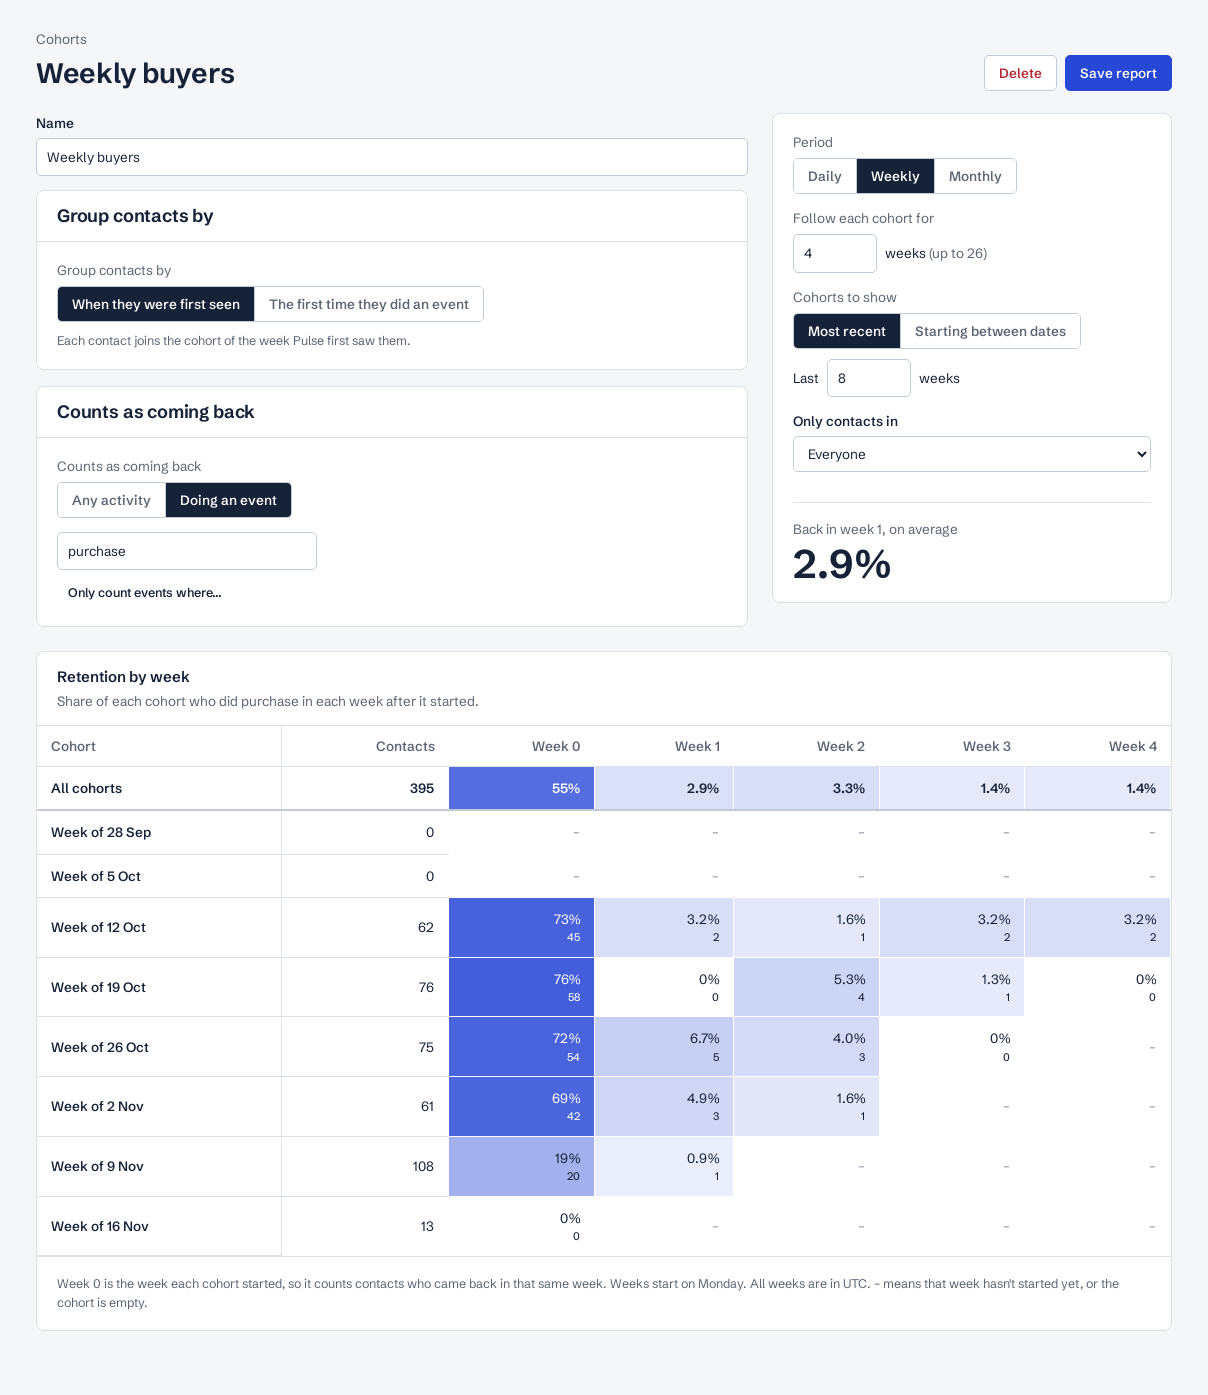 Cohorts
Weekly buyers
Delete
Save report
Name
Weekly buyers
Group contacts by
Group contacts by
When they were first seen
The first time they did an event
Each contact joins the cohort of the week Pulse first saw them.
Counts as coming back
Counts as coming back
Any activity
Doing an event
purchase
Only count events where...
Period
Daily
Weekly
Monthly
Follow each cohort for
4 weeks (up to 26)
Cohorts to show
Most recent
Starting between dates
Last 8 weeks
Only contacts in
Everyone
Back in week 1, on average
2.9%
Retention by week
Share of each cohort who did purchase in each week after it started.
Cohort Contacts Week 0 Week 1 Week 2 Week 3 Week 4
All cohorts 395 55% 2.9% 3.3% 1.4% 1.4%
Week of 28 Sep 0 – – – – –
Week of 5 Oct 0 – – – – –
Week of 12 Oct 62 73% 3.2% 1.6% 3.2% 3.2%
45 2 1 2 2
Week of 19 Oct 76 76% 0% 5.3% 1.3% 0%
58 0 4 1 0
Week of 26 Oct 75 72% 6.7% 4.0% 0% –
54 5 3 0
Week of 2 Nov 61 69% 4.9% 1.6% – –
42 3 1
Week of 9 Nov 108 19% 0.9% – – –
20 1
Week of 16 Nov 13 0% – – – –
0
Week 0 is the week each cohort started, so it counts contacts who came back in that same week. Weeks start on Monday. All weeks are in UTC. – means that week hasn't started yet, or the
cohort is empty.